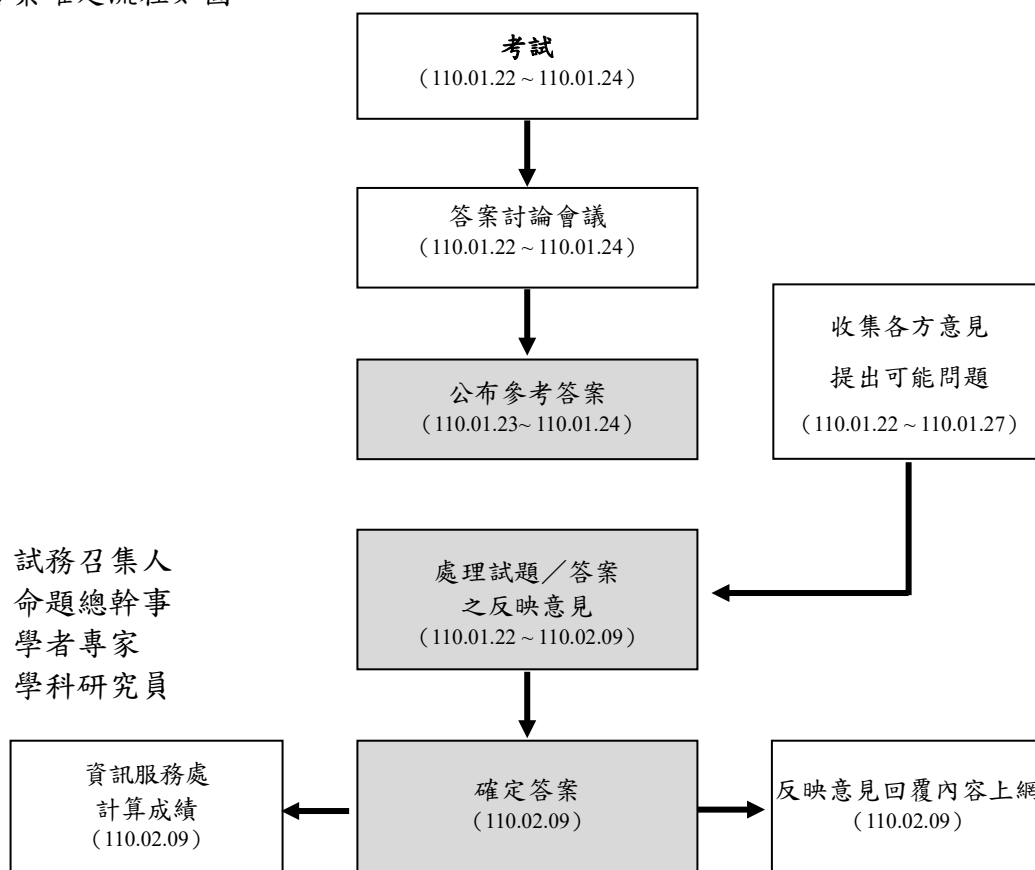 考試
（110.01.22 ~ 110.01.24）
答案討論會議
（110.01.22 ~ 110.01.24）
公布參考答案
（110.01.23~ 110.01.24）
收集各方意見
提出可能問題
（110.01.22 ~ 110.01.27）
試務召集人
命題總幹事
學者專家
學科研究員
處理試題／答案
之反映意見
（110.01.22 ~ 110.02.09）
資訊服務處
計算成績
（110.02.09）
確定答案
（110.02.09）
反映意見回覆內容上網
（110.02.09）